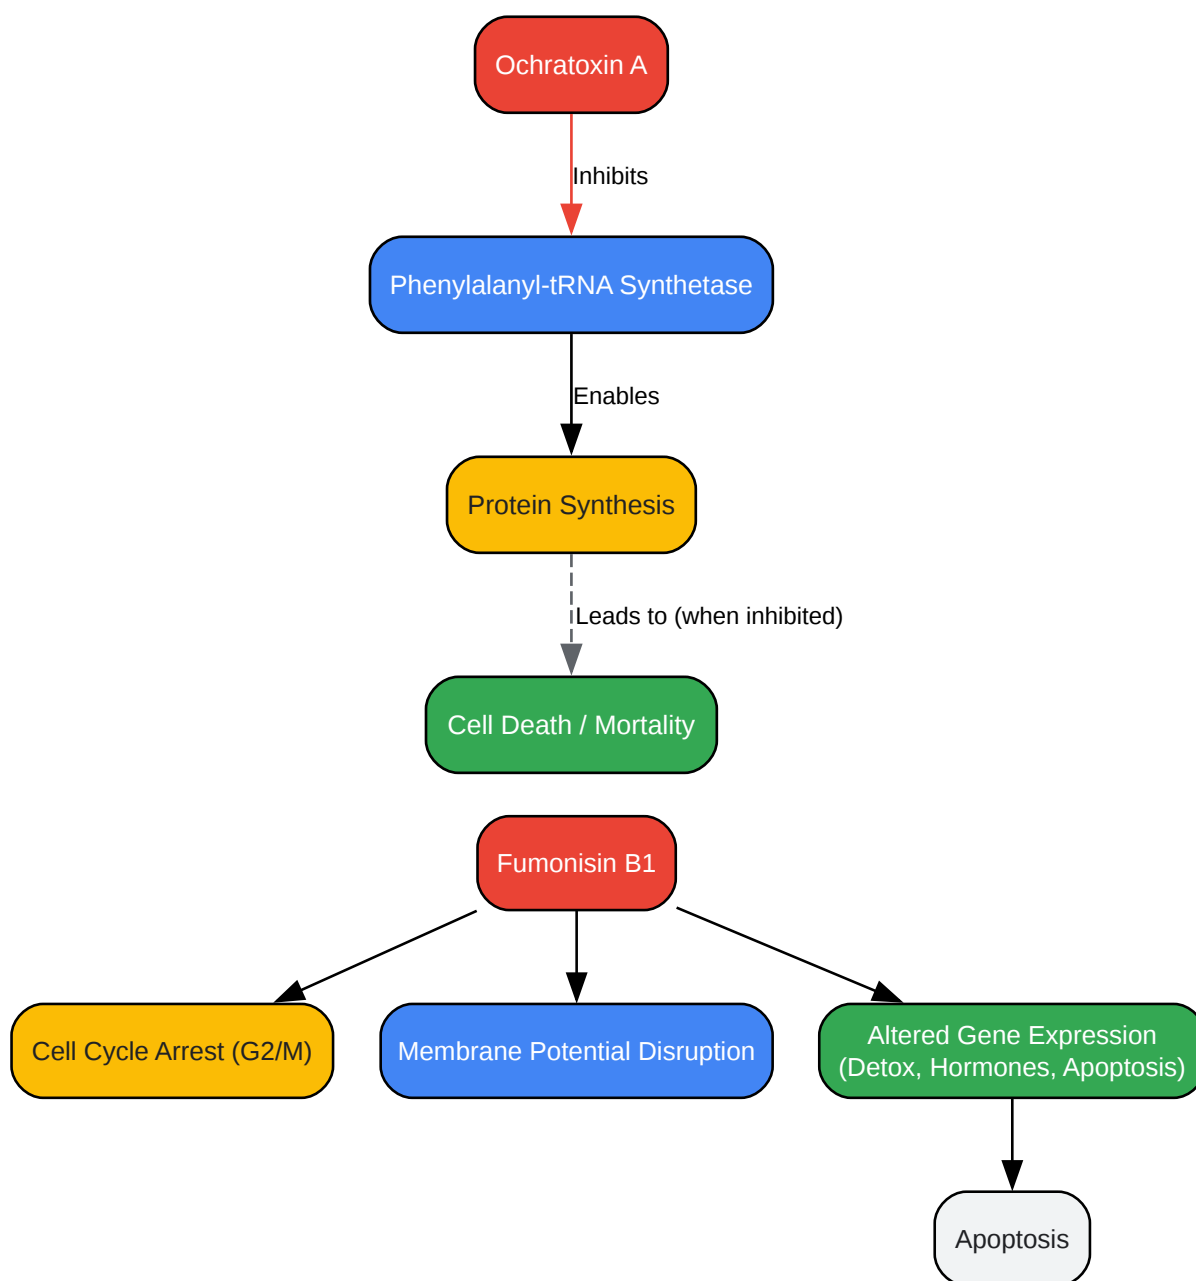 Ochratoxin A
Inhibits
Phenylalanyl-tRNA Synthetase
Enables
Protein Synthesis
Leads to (when inhibited)
Cell Death / Mortality
Fumonisin B1
Cell Cycle Arrest (G2/M)
Membrane Potential Disruption
Altered Gene Expression
(Detox, Hormones, Apoptosis)
Apoptosis